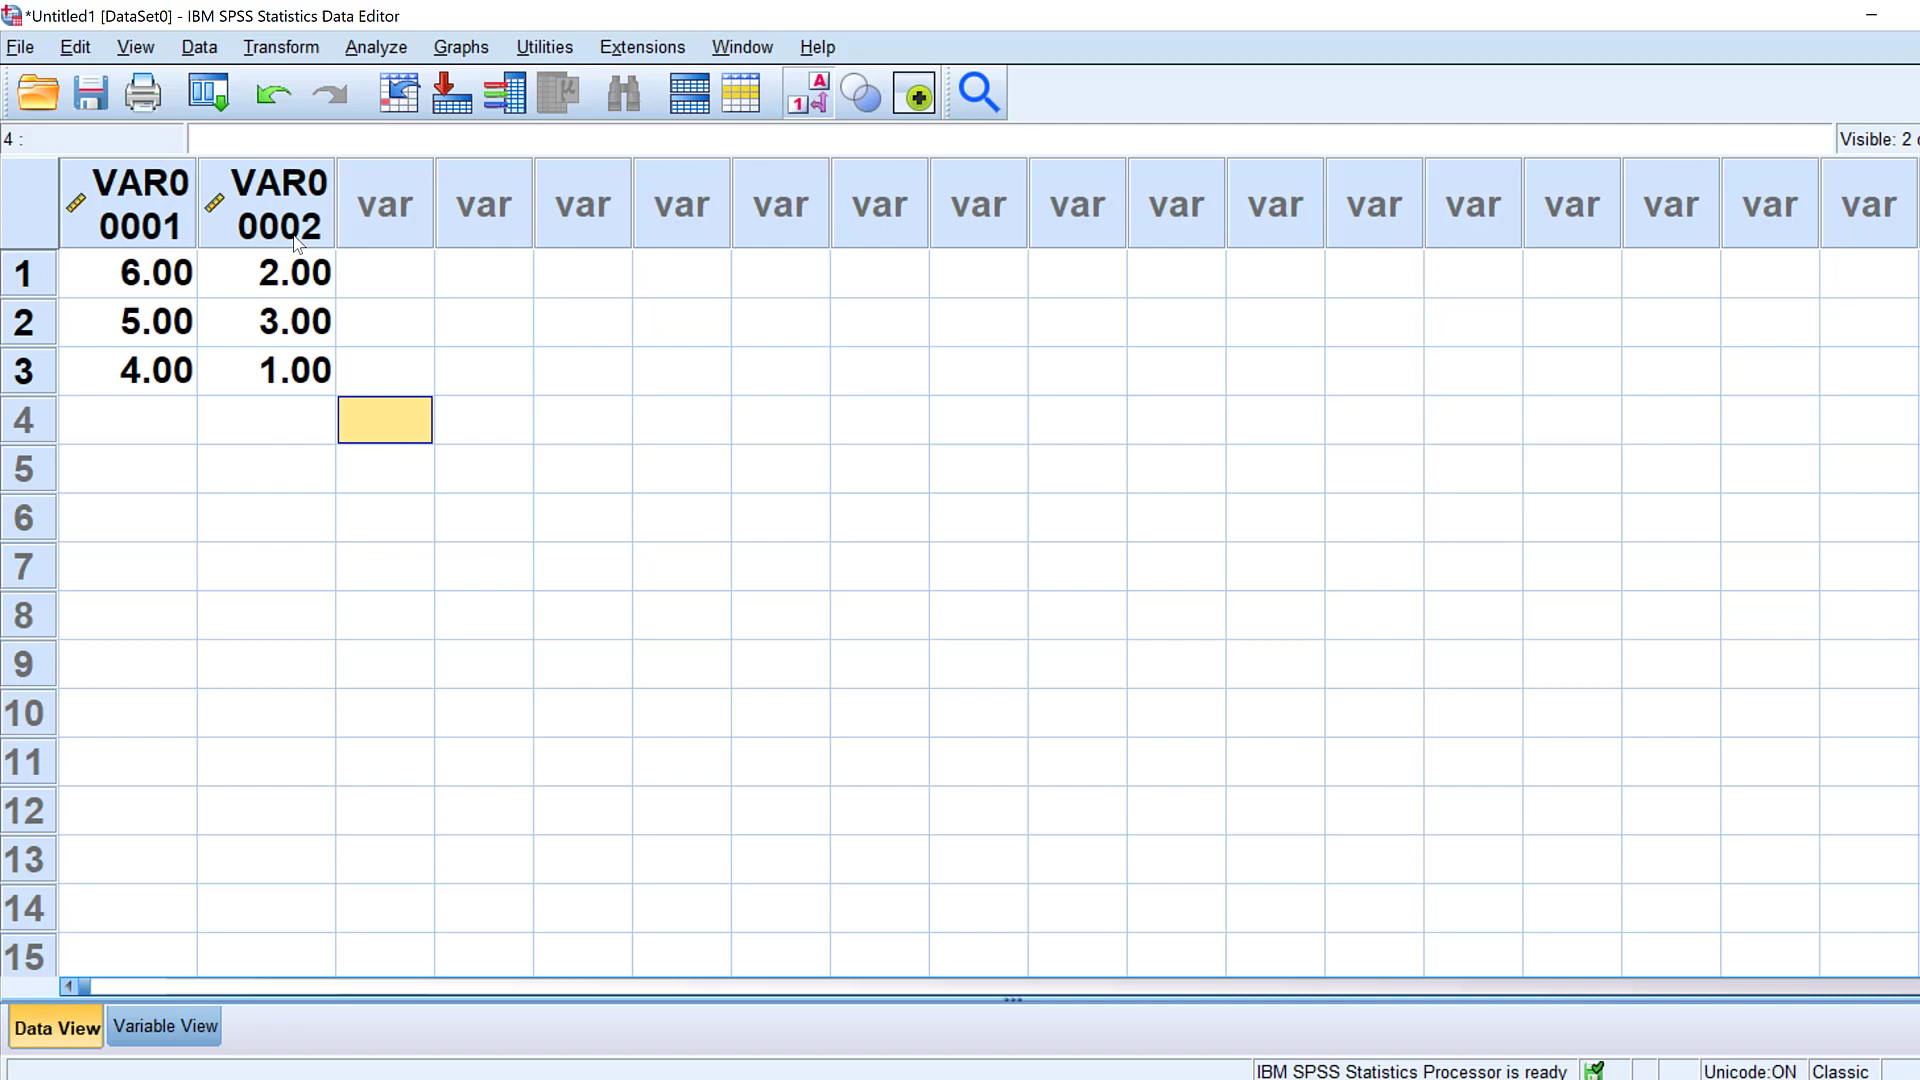 *Untitled1 [DataSet0] - IBM SPSS Statistics Data Editor
File Edit View Data Transform Analyze Graphs Utilities Extensions Window Help
4 :
Visible: 2
VAR0 0001 VAR0 0002 var var var var var var var var var var var var var var var var
1 6.00 2.00
2 5.00 3.00
3 4.00 1.00
4
5
6
7
8
9
10
11
12
13
14
15
Data View Variable View
IBM SPSS Statistics Processor is ready Unicode:ON Classic